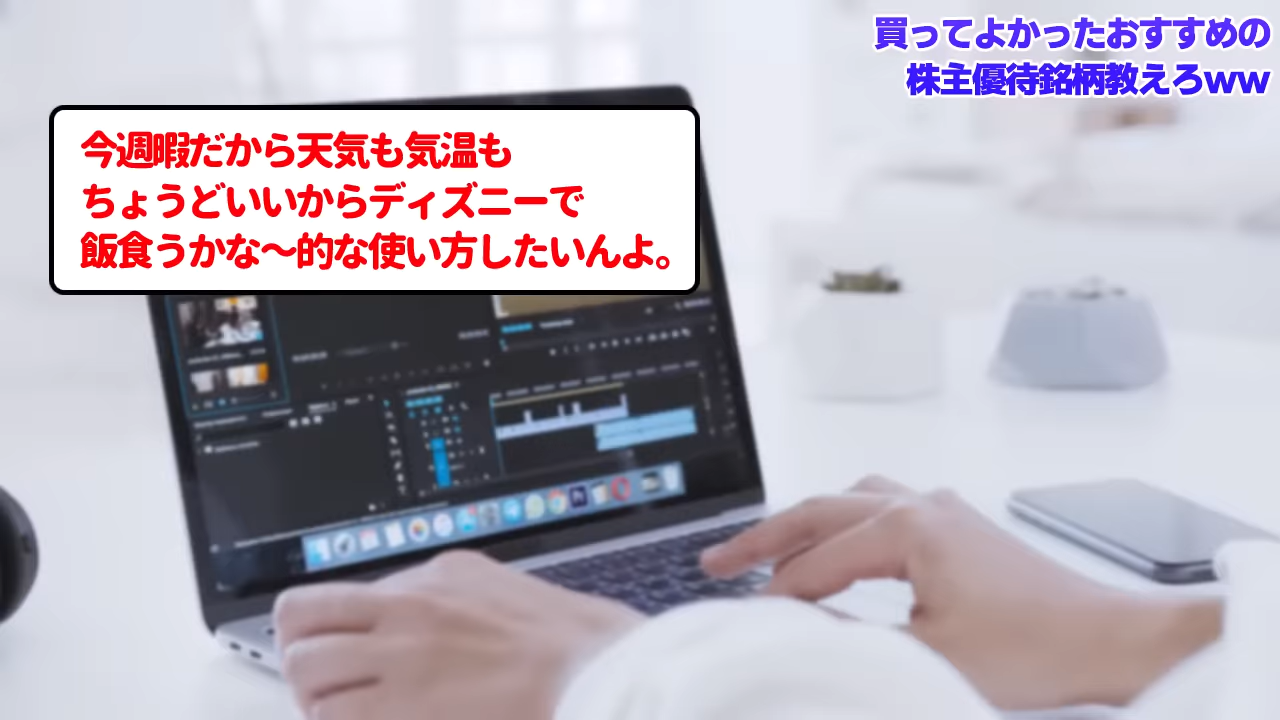 買ってよかったおすすめの
株主優待銘柄教えろww
今週暇だから天気も気温も
ちょうどいいからディズニーで
飯食うかな～的な使い方したいんよ。